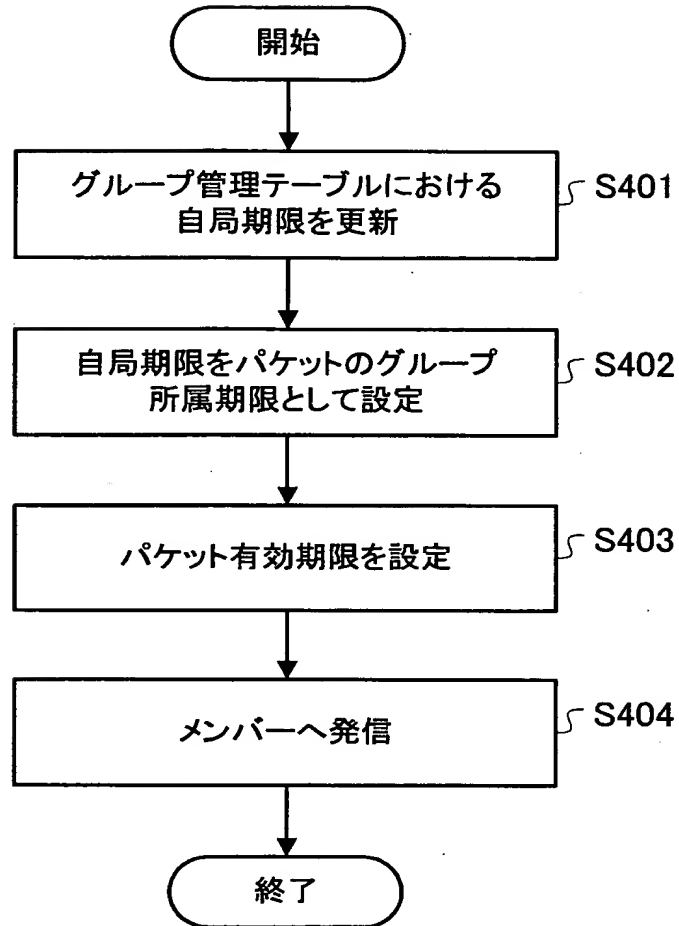 開始
グループ管理テーブルにおける
自局期限を更新
S401
自局期限をパケットのグループ
所属期限として設定
S402
パケット有効期限を設定
S403
メンバーへ発信
S404
終了